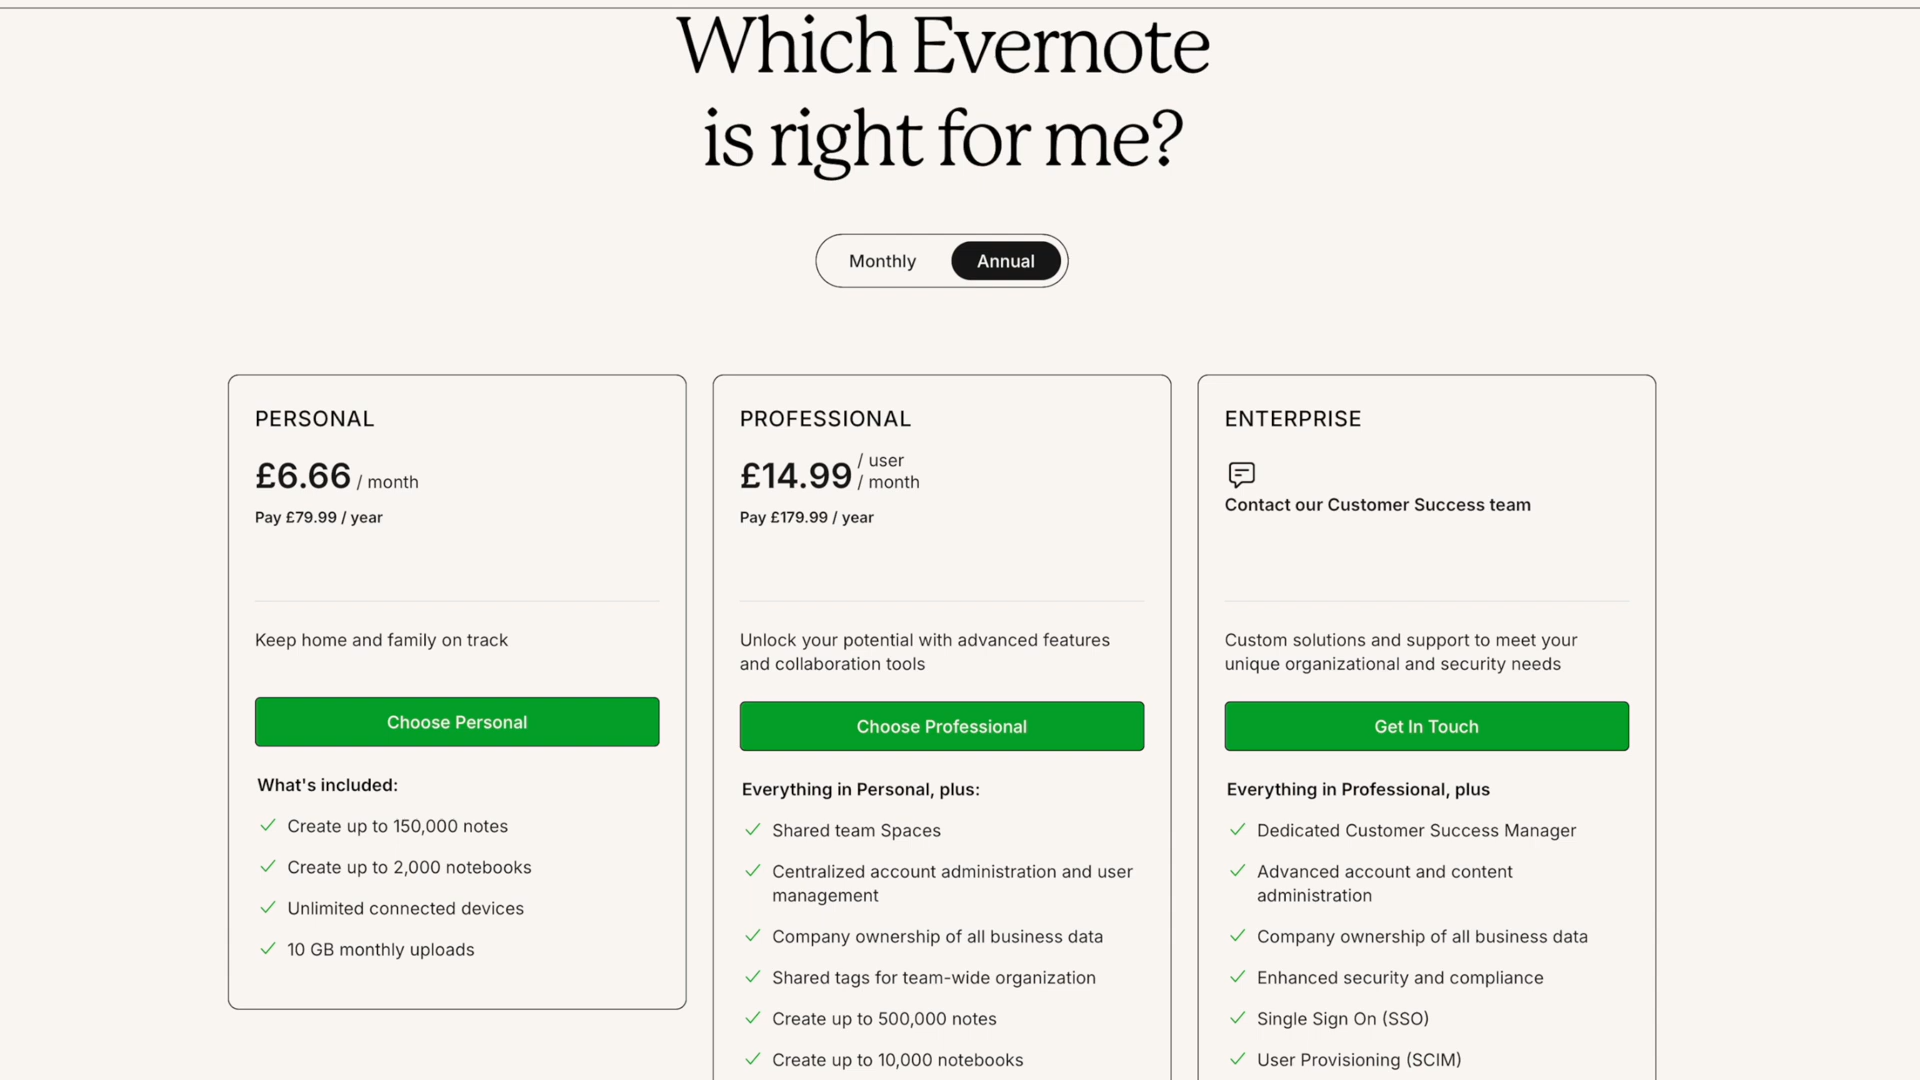 Which Evernote
is right for me?
Monthly
Annual
PERSONAL
£6.66 / month
Pay £79.99 / year
Keep home and family on track
Choose Personal
What's included:
Create up to 150,000 notes
Create up to 2,000 notebooks
Unlimited connected devices
10 GB monthly uploads
PROFESSIONAL
£14.99 / user
/ month
Pay £179.99 / year
Unlock your potential with advanced features
and collaboration tools
Choose Professional
Everything in Personal, plus:
Shared team Spaces
Centralized account administration and user
management
Company ownership of all business data
Shared tags for team-wide organization
Create up to 500,000 notes
Create up to 10,000 notebooks
ENTERPRISE
Contact our Customer Success team
Custom solutions and support to meet your
unique organizational and security needs
Get In Touch
Everything in Professional, plus
Dedicated Customer Success Manager
Advanced account and content
administration
Company ownership of all business data
Enhanced security and compliance
Single Sign On (SSO)
User Provisioning (SCIM)